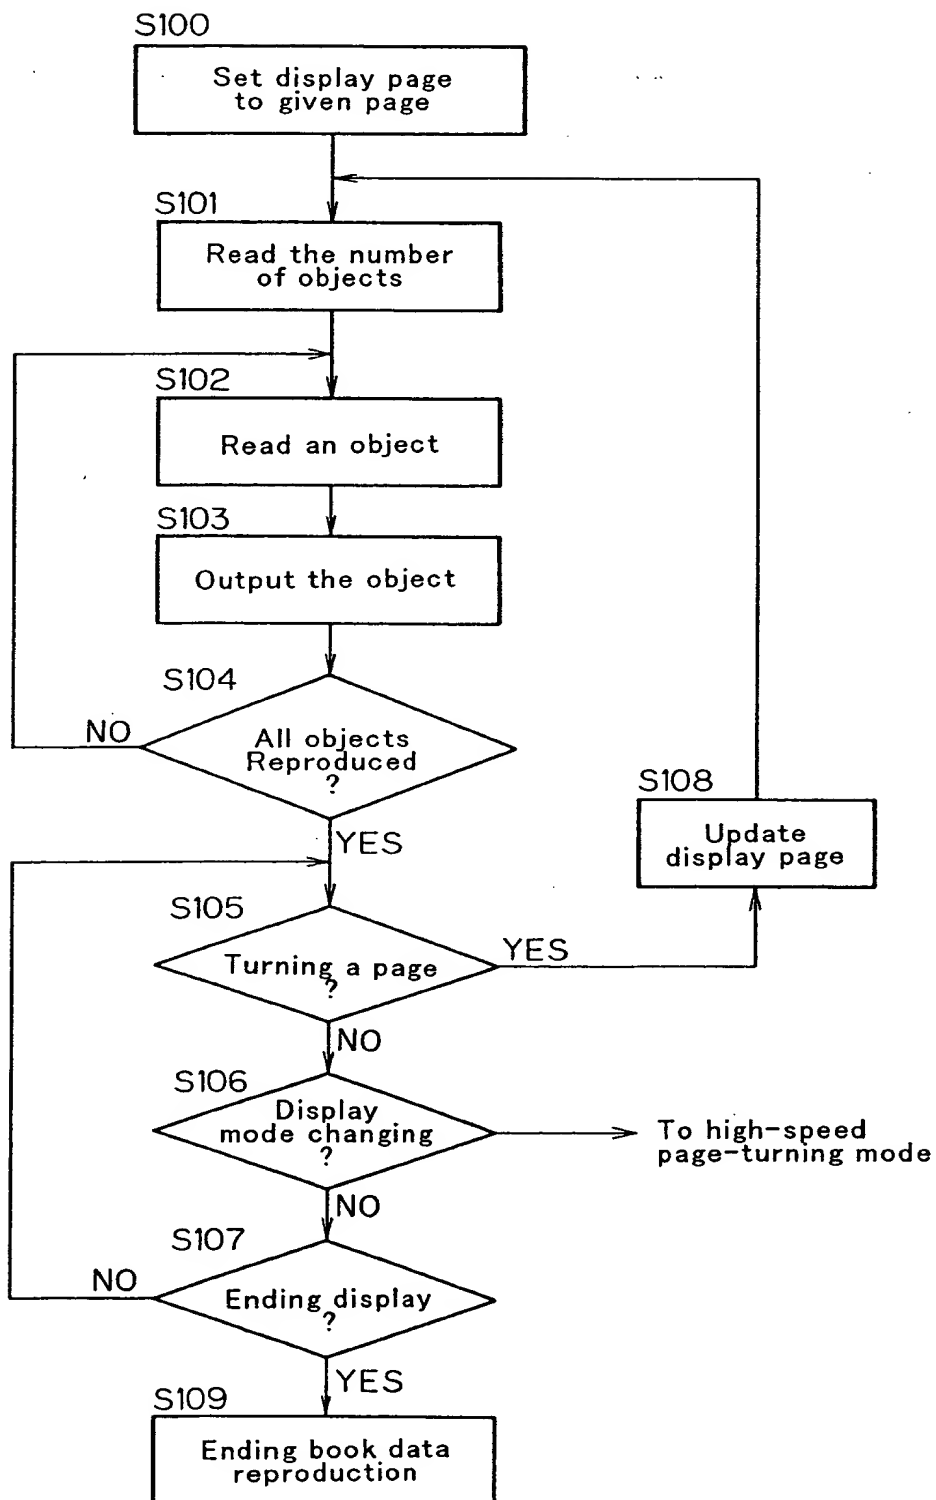 S100
Set display page
to given page
S101
Read the number
of objects
S102
Read an object
S103
Output the object
S104
NO
All objects
Reproduced
?
YES
S108
Update
display page
S105
Turning a page
?
YES
NO
S106
Display
mode changing
?
To high-speed
page-turning mode
NO
S107
NO
Ending display
?
YES
S109
Ending book data
reproduction